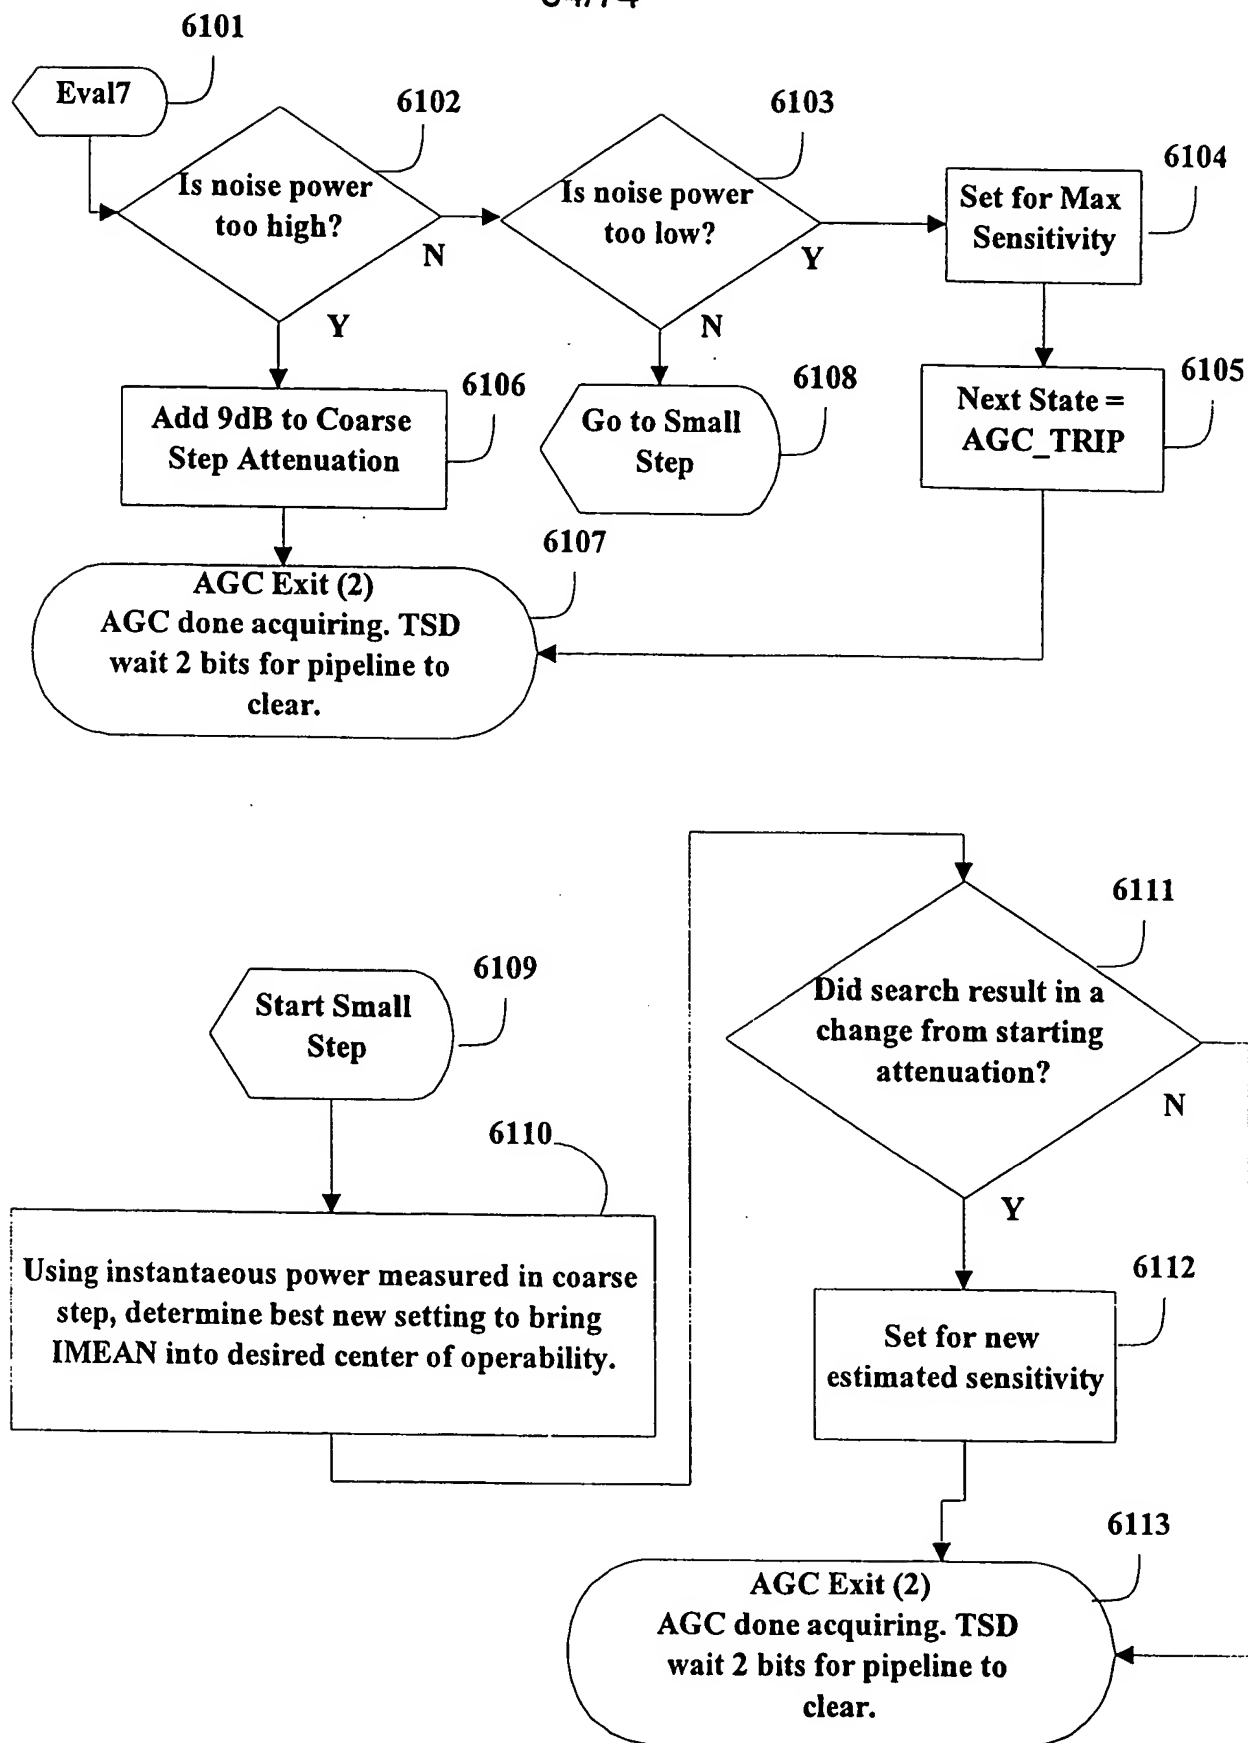 6101
Eval7
6102
Is noise power
too high?
N
Y
6103
Is noise power
too low?
Y
N
6104
Set for Max
Sensitivity
6105
Next State =
AGC_TRIP
6106
Add 9dB to Coarse
Step Attenuation
6108
Go to Small
Step
6107
AGC Exit (2)
AGC done acquiring. TSD
wait 2 bits for pipeline to
clear.
6109
Start Small
Step
6110
Using instantaeous power measured in coarse
step, determine best new setting to bring
IMEAN into desired center of operability.
6111
Did search result in a
change from starting
attenuation?
N
Y
6112
Set for new
estimated sensitivity
6113
AGC Exit (2)
AGC done acquiring. TSD
wait 2 bits for pipeline to
clear.